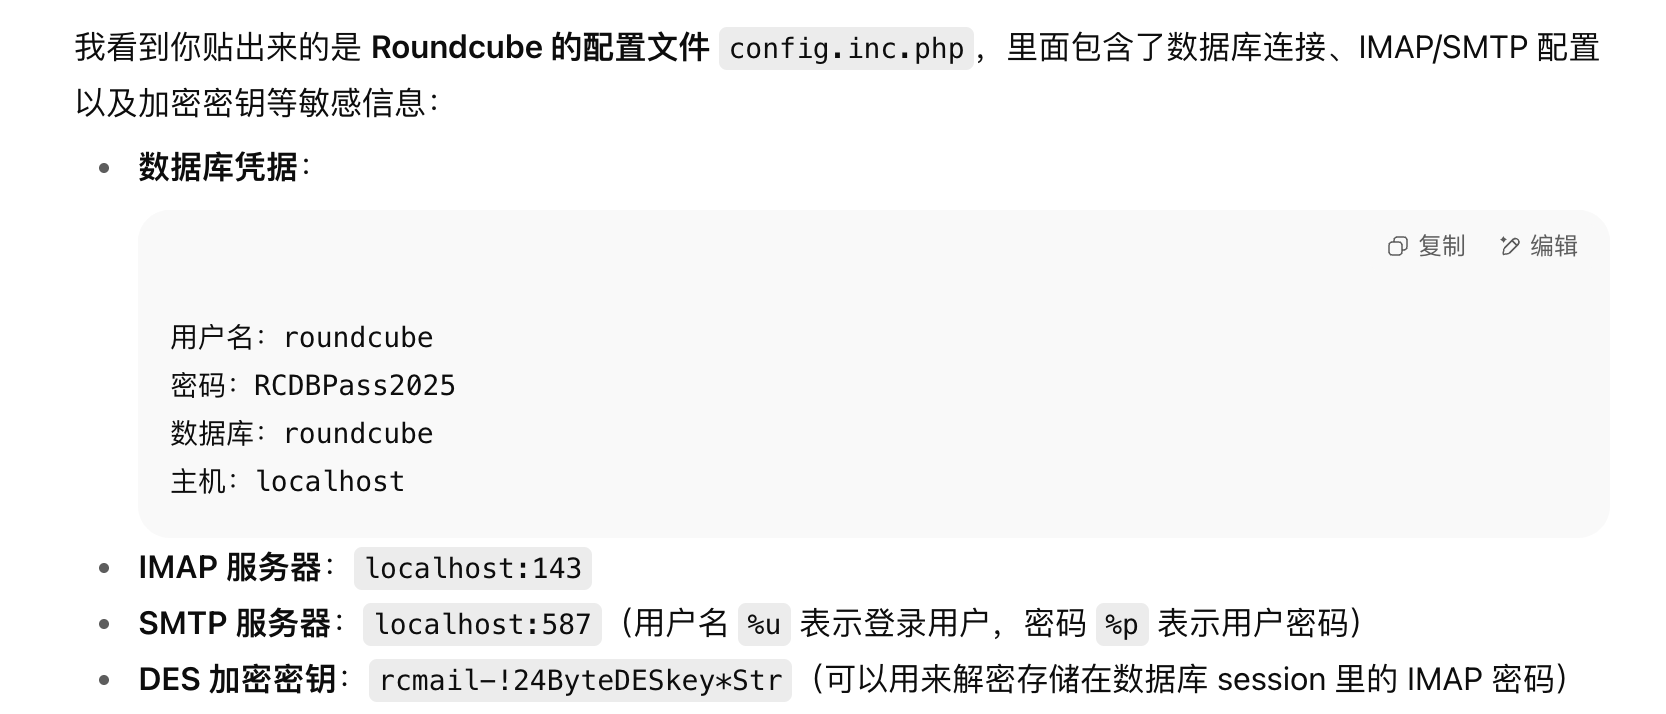 我看到你贴出来的是 Roundcube 的配置文件 config.inc.php，里面包含了数据库连接、IMAP/SMTP 配置
以及加密密钥等敏感信息：
• 数据库凭据：
复制 编辑
用户名：roundcube
密码：RCDBPass2025
数据库：roundcube
主机：localhost
• IMAP 服务器：localhost:143
• SMTP 服务器：localhost:587（用户名 %u 表示登录用户，密码 %p 表示用户密码）
• DES 加密密钥：rcmail-!24ByteDESkey*Str（可以用来解密存储在数据库 session 里的 IMAP 密码）